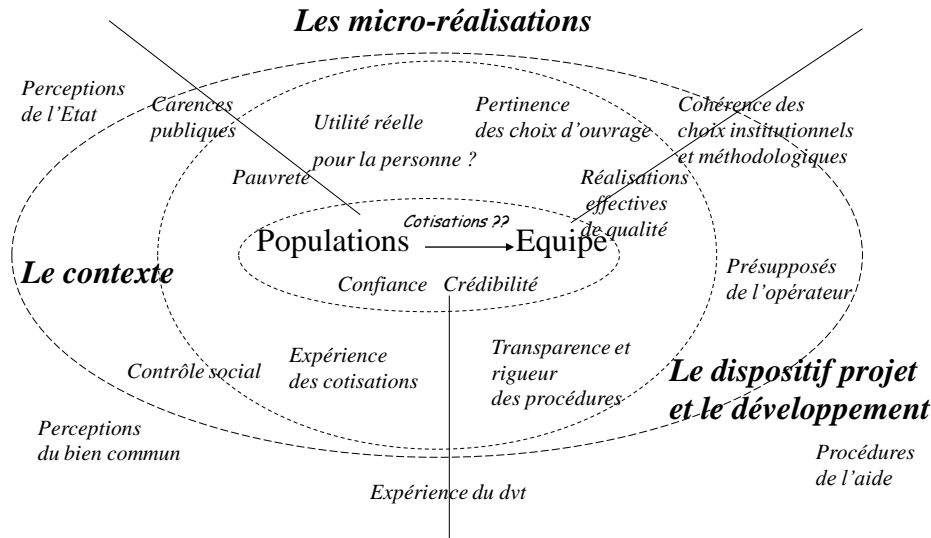 Les micro-réalisations
Perceptions
de l'Etat
Carences
publiques
Utilité réelle
pour la personne ?
Pertinence
des choix d'ouvrage
Cohérence des
choix institutionnels
et méthodologiques
Pauvreté
Réalisations
effectives
de qualité
Cotisations ??
Populations
Equipe
Le contexte
Confiance
Crédibilité
Présupposés
de l'opérateur
Contrôle social
Expérience
des cotisations
Transparence et
rigueur
des procédures
Le dispositif projet
et le développement
Perceptions
du bien commun
Procédures
de l'aide
Expérience du dvt